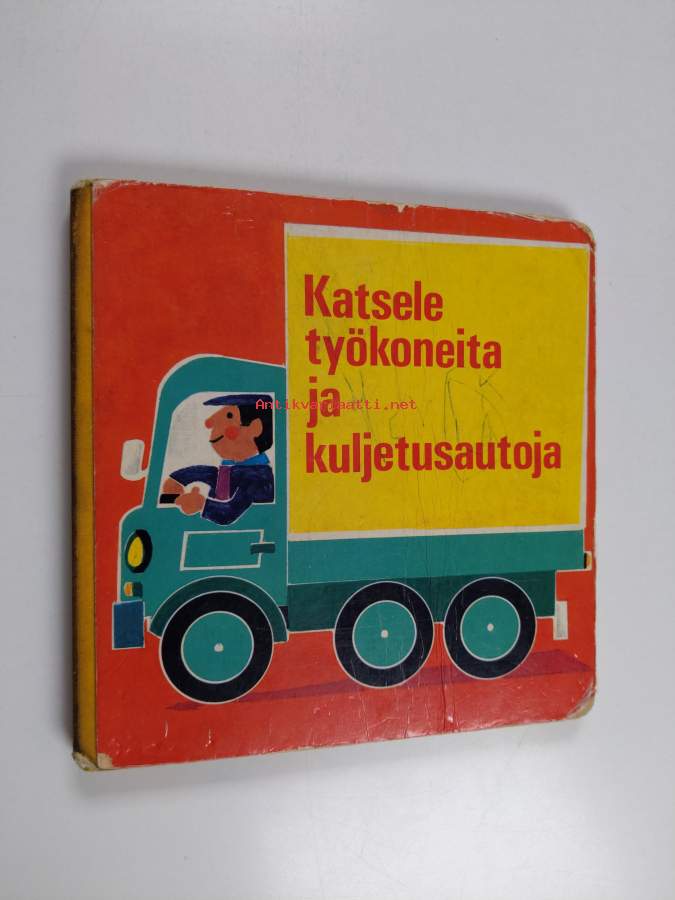 Katsele
työkoneita
Antikvariaatti.net
ja
kuljetusautoja